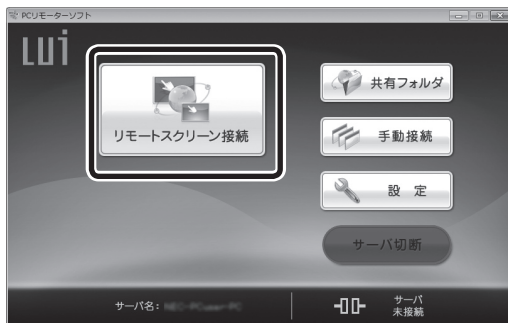 PCリモーターソフト
Lui
リモートスクリーン接続
共有フォルダ
手動接続
設 定
サーバ切断
サーバ名:
サーバ
未接続